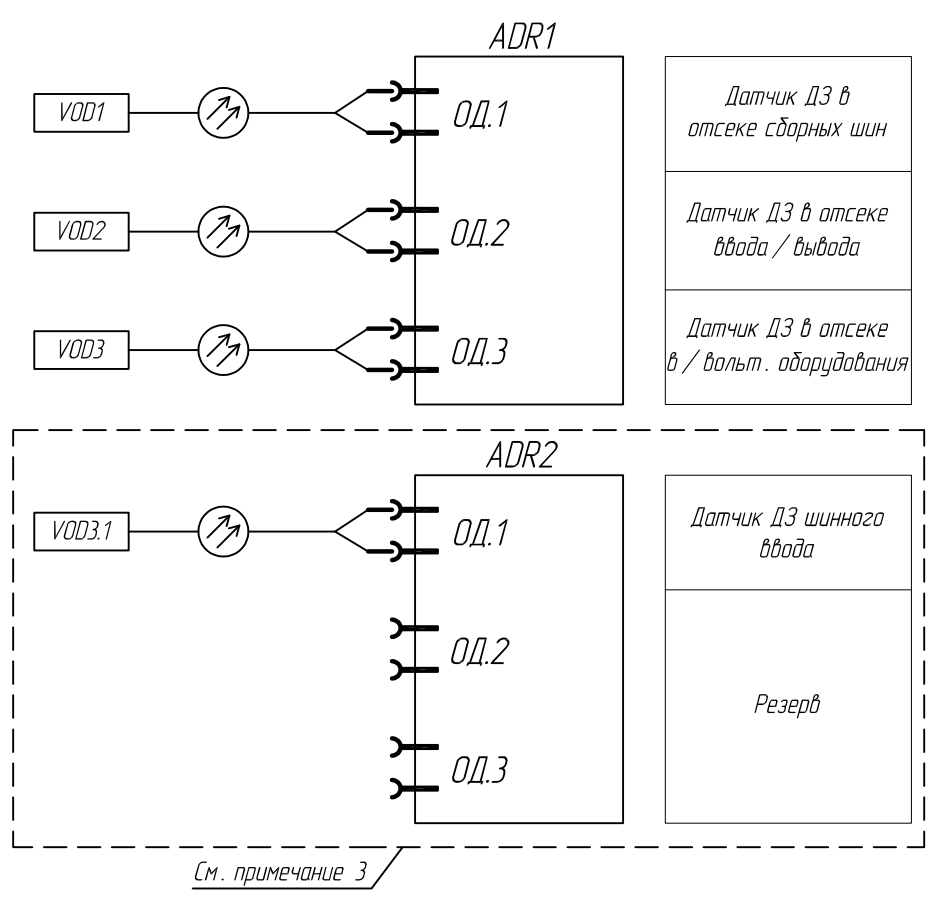 ADR1
VOD1
ОД.1
Датчик ДЗ в
отсеке сборных шин
VOD2
ОД.2
Датчик ДЗ в отсеке
ввода / вывода
VOD3
ОД.3
Датчик ДЗ в отсеке
в / вольт. оборудования
ADR2
VOD3.1
ОД.1
Датчик ДЗ шинного
ввода
ОД.2
Резерв
ОД.3
См. примечание 3